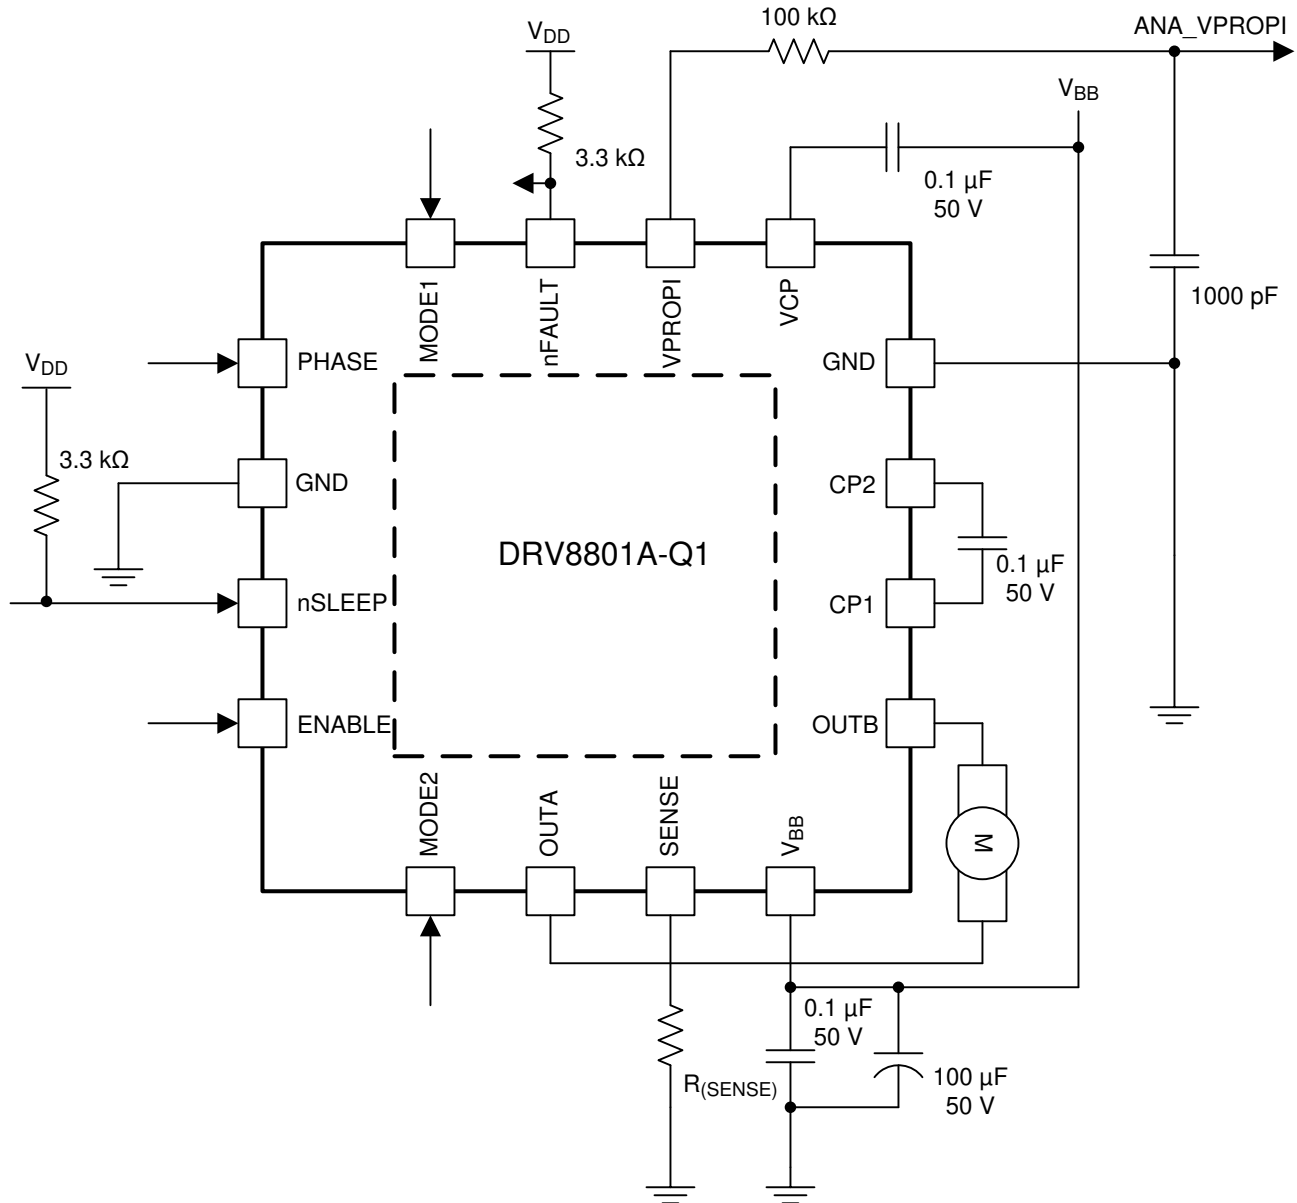 100 kΩ
ANA_VPROPI
VDD
VBB
3.3 kΩ
0.1 µF
50 V
1000 pF
MODE1
nFAULT
VPROPI
VCP
VDD
PHASE
GND
3.3 kΩ
GND
CP2
DRV8801A-Q1
0.1 µF
50 V
nSLEEP
CP1
ENABLE
OUTB
MODE2
OUTA
SENSE
VBB
M
0.1 µF
50 V
R(SENSE)
100 µF
50 V